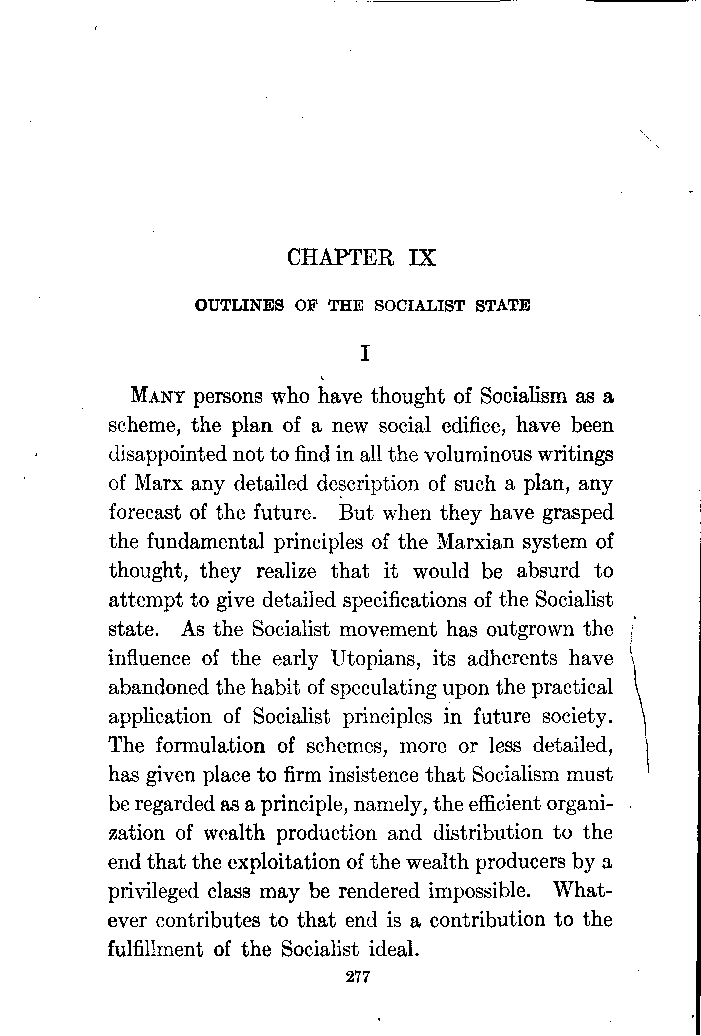 CHAPTER IX
OUTLINES OF THE SOCIALIST STATE
I
MANY persons who have thought of Socialism as a
scheme, the plan of a new social edifice, have been
disappointed not to find in all the voluminous writings
of Marx any detailed description of such a plan, any
forecast of the future. But when they have grasped
the fundamental principles of the Marxian system of
thought, they realize that it would be absurd to
attempt to give detailed specifications of the Socialist
state. As the Socialist movement has outgrown the
influence of the early Utopians, its adherents have
abandoned the habit of speculating upon the practical
application of Socialist principles in future society.
The formulation of schemes, more or less detailed,
has given place to firm insistence that Socialism must
be regarded as a principle, namely, the efficient organi-
zation of wealth production and distribution to the
end that the exploitation of the wealth producers by a
privileged class may be rendered impossible. What-
ever contributes to that end is a contribution to the
fulfillment of the Socialist ideal.
277